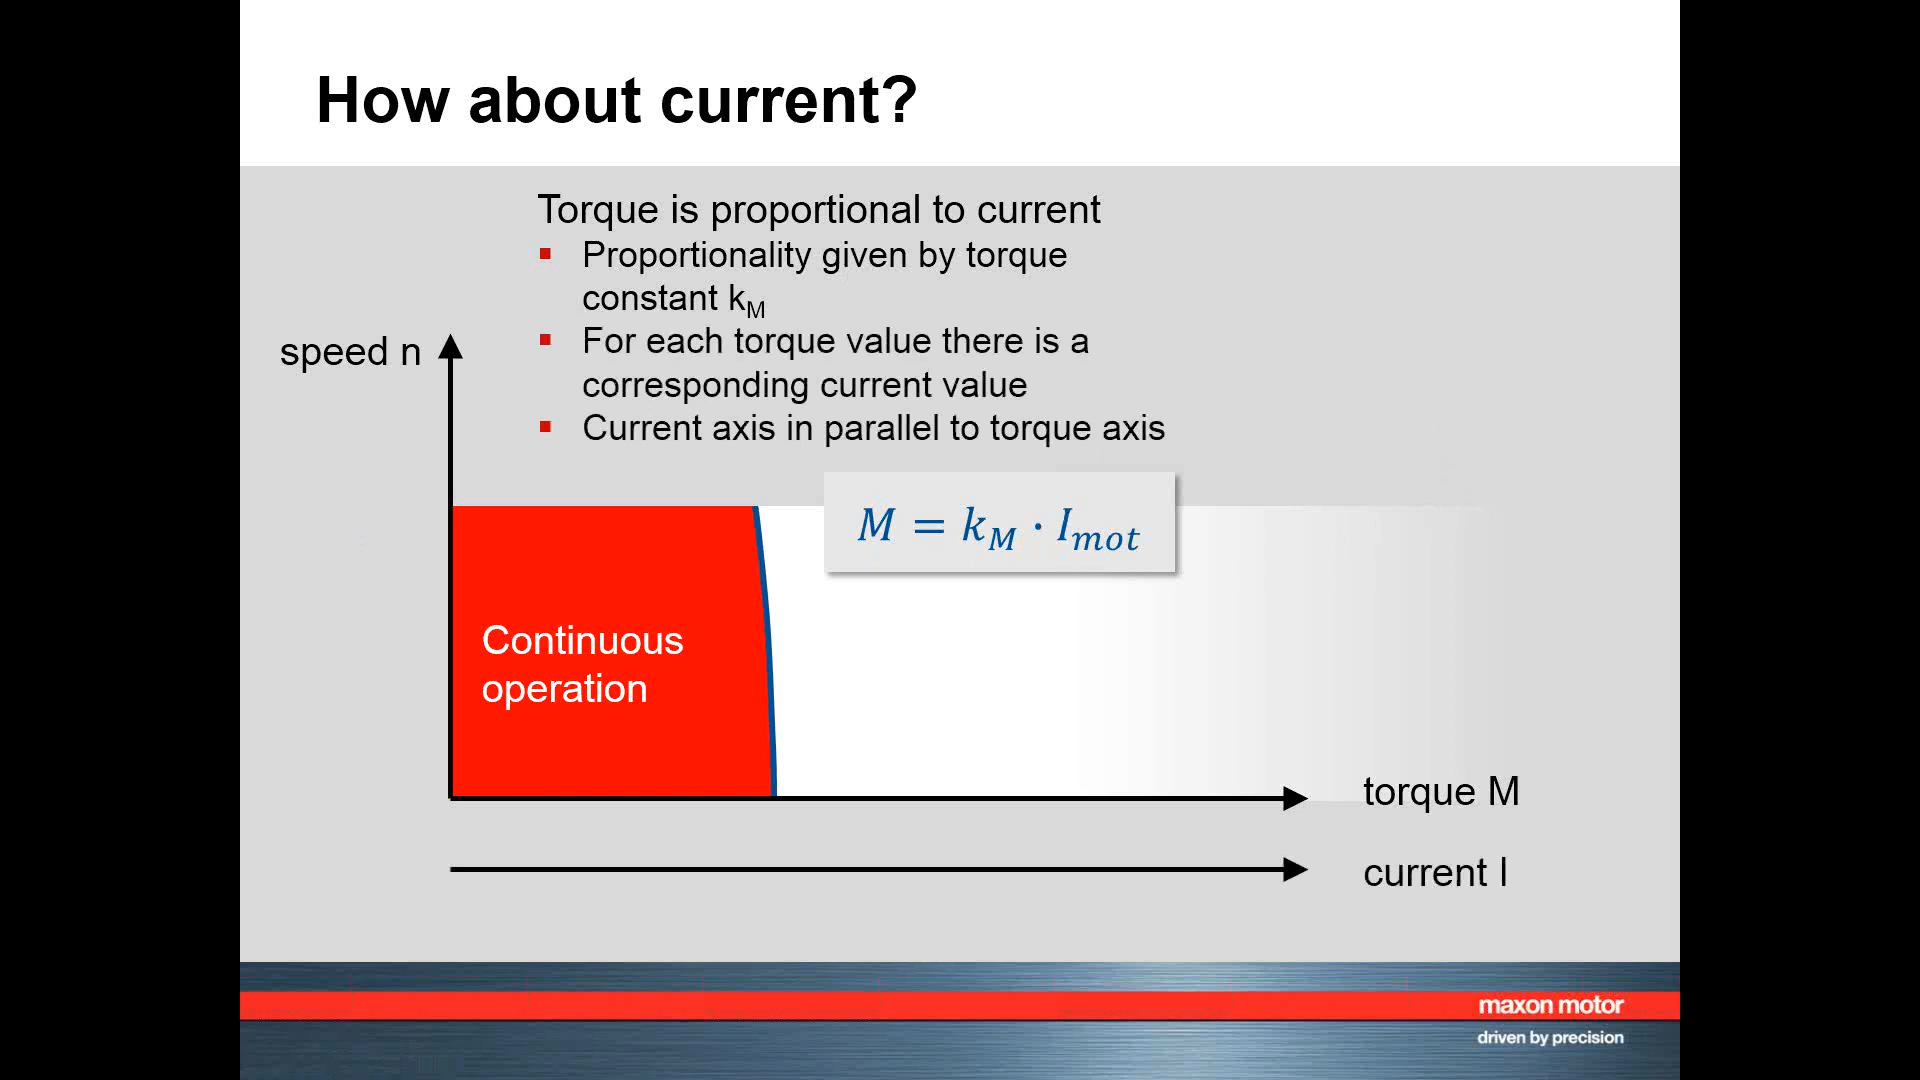 How about current?
Torque is proportional to current
▪ Proportionality given by torque
constant kM
▪ For each torque value there is a
corresponding current value
▪ Current axis in parallel to torque axis
speed n
M = kM · Imot
Continuous
operation
torque M
current I
maxon motor
driven by precision